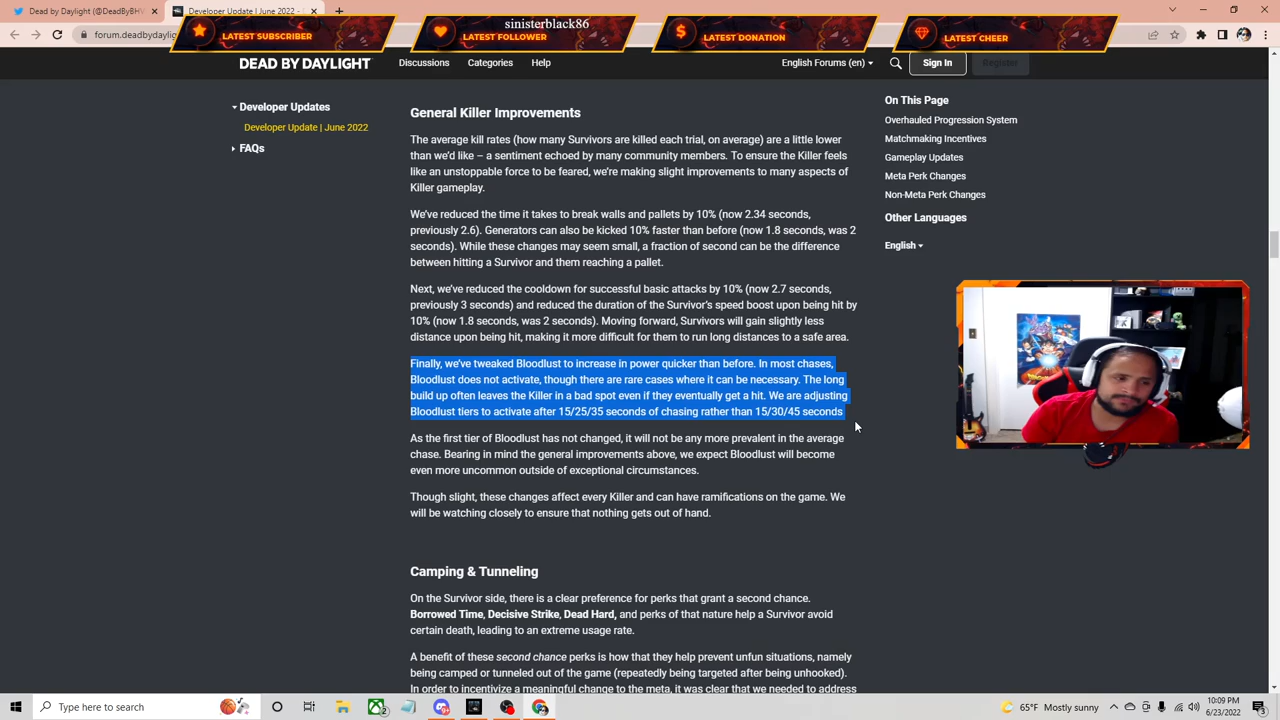 Dead by Daylight (@DeadByBHVR)
sinisterblack86
LATEST SUBSCRIBER
LATEST FOLLOWER
LATEST DONATION
LATEST CHEER
forum.deadbydaylight
DEAD BY DAYLIGHT
Discussions Categories Help
English Forums (en)
Sign In
Register
Developer Updates
Developer Update | June 2022
FAQs
General Killer Improvements
The average kill rates (how many Survivors are killed each trial, on average) are a little lower
than we'd like – a sentiment echoed by many community members. To ensure the Killer feels
like an unstoppable force to be feared, we're making slight improvements to many aspects of
Killer gameplay.
We've reduced the time it takes to break walls and pallets by 10% (now 2.34 seconds,
previously 2.6). Generators can also be kicked 10% faster than before (now 1.8 seconds, was 2
seconds). While these changes may seem small, a fraction of second can be the difference
between hitting a Survivor and them reaching a pallet.
Next, we've reduced the cooldown for successful basic attacks by 10% (now 2.7 seconds,
previously 3 seconds) and reduced the duration of the Survivor's speed boost upon being hit by
10% (now 1.8 seconds, was 2 seconds). Moving forward, Survivors will gain slightly less
distance upon being hit, making it more difficult for them to run long distances to a safe area.
Finally, we've tweaked Bloodlust to increase in power quicker than before. In most chases,
Bloodlust does not activate, though there are rare cases where it can be necessary. The long
build up often leaves the Killer in a bad spot even if they eventually get a hit. We are adjusting
Bloodlust tiers to activate after 15/25/35 seconds of chasing rather than 15/30/45 seconds
As the first tier of Bloodlust has not changed, it will not be any more prevalent in the average
chase. Bearing in mind the general improvements above, we expect Bloodlust will become
even more uncommon outside of exceptional circumstances.
Though slight, these changes affect every Killer and can have ramifications on the game. We
will be watching closely to ensure that nothing gets out of hand.
Camping & Tunneling
On the Survivor side, there is a clear preference for perks that grant a second chance.
Borrowed Time, Decisive Strike, Dead Hard, and perks of that nature help a Survivor avoid
certain death, leading to an extreme usage rate.
A benefit of these second chance perks is how that they help prevent unfun situations, namely
being camped or tunneled out of the game (repeatedly being targeted after being unhooked).
In order to incentivize a meaningful change to the meta, it was clear that we needed to address
On This Page
Overhauled Progression System
Matchmaking Incentives
Gameplay Updates
Meta Perk Changes
Non-Meta Perk Changes
Other Languages
English
Type here to search
65°F Mostly sunny
10:09 PM
6/23/2022